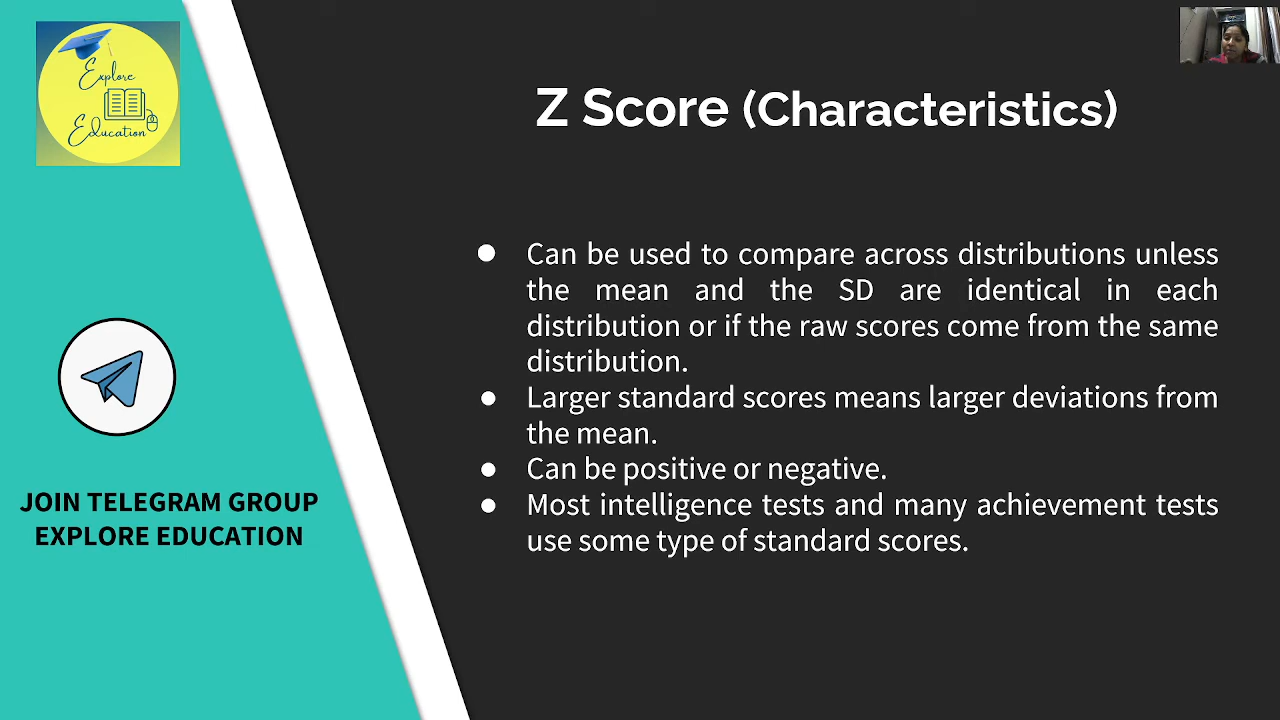 Explore
Education
Z Score (Characteristics)
● Can be used to compare across distributions unless
the mean and the SD are identical in each
distribution or if the raw scores come from the same
distribution.
● Larger standard scores means larger deviations from
the mean.
● Can be positive or negative.
● Most intelligence tests and many achievement tests
use some type of standard scores.
JOIN TELEGRAM GROUP
EXPLORE EDUCATION